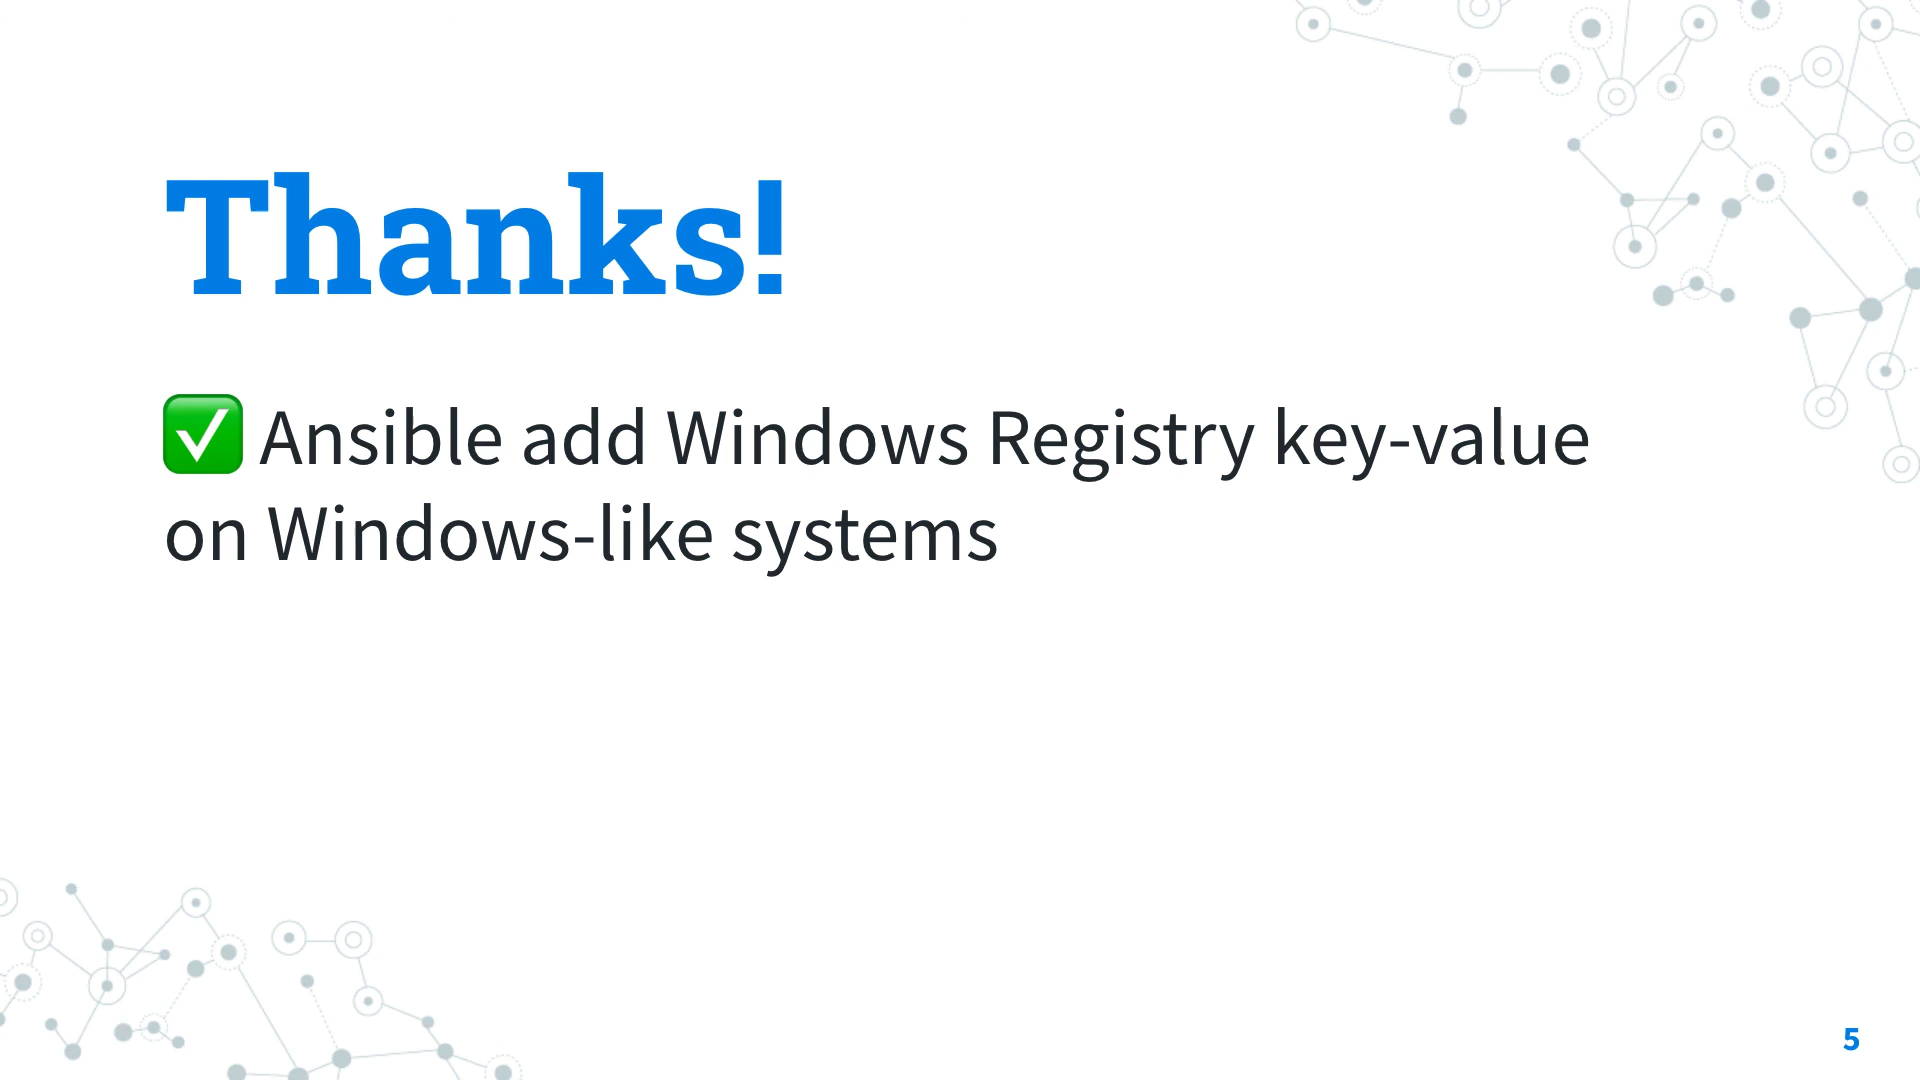 Thanks!
✅ Ansible add Windows Registry key-value
on Windows-like systems
5